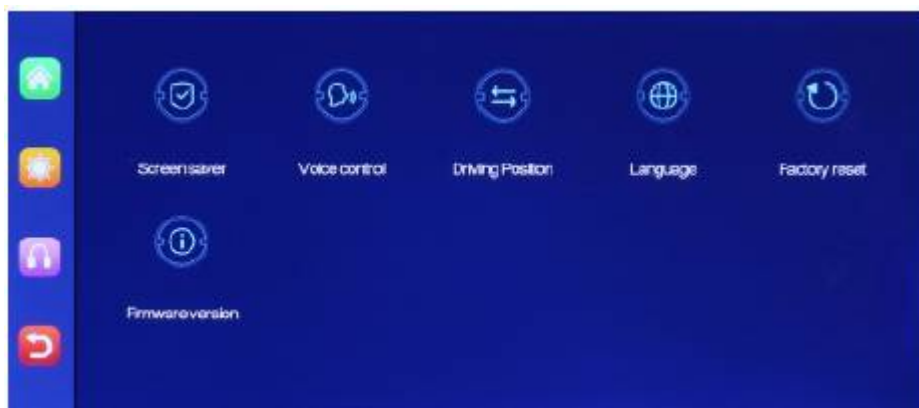 Screen saver
Voice control
Driving Position
Language
Factory reset
Firmware version